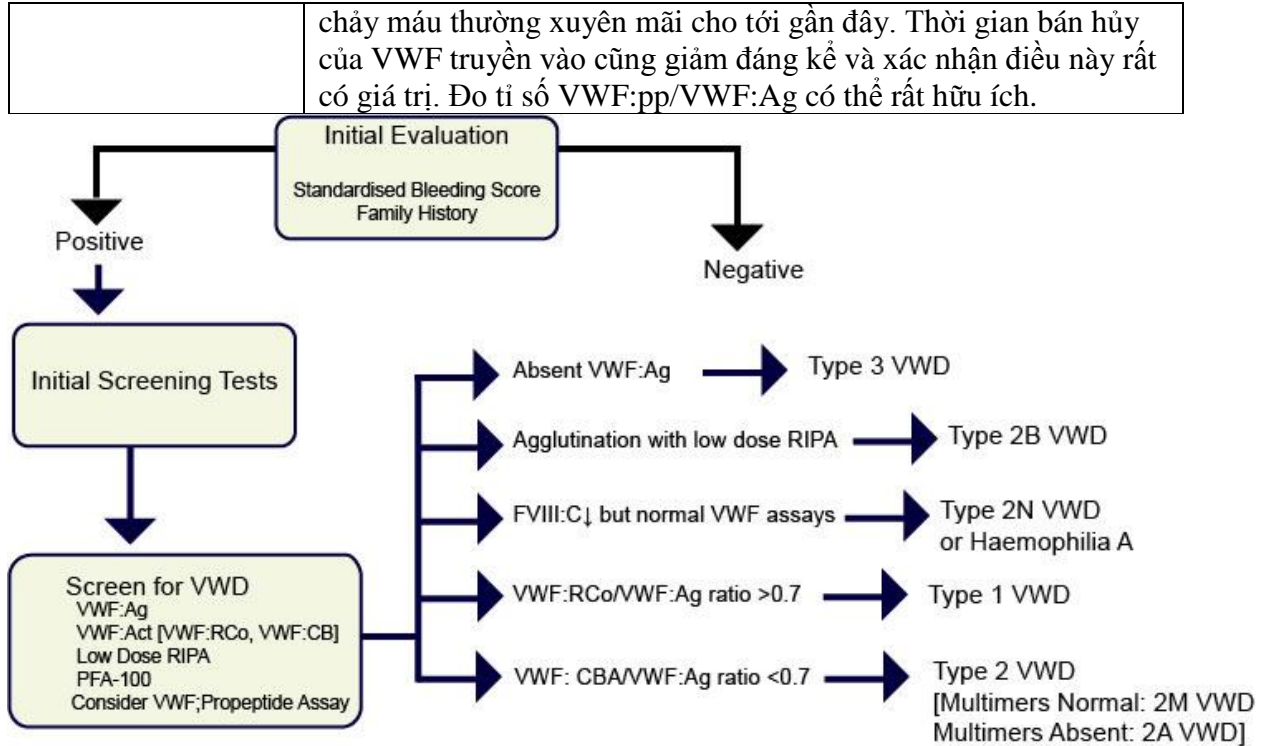 chảy máu thường xuyên mãi cho tới gần đây. Thời gian bán hủy
của VWF truyền vào cũng giảm đáng kể và xác nhận điều này rất
có giá trị. Đo tỉ số VWF:pp/VWF:Ag có thể rất hữu ích.
Initial Evaluation
Standardised Bleeding Score
Family History
Positive
Negative
Initial Screening Tests
Screen for VWD
VWF:Ag
VWF:Act [VWF:RCo, VWF:CB]
Low Dose RIPA
PFA-100
Consider VWF;Propeptide Assay
Absent VWF:Ag
Type 3 VWD
Agglutination with low dose RIPA
Type 2B VWD
FVIII:C↓ but normal VWF assays
Type 2N VWD
or Haemophilia A
VWF:RCo/VWF:Ag ratio >0.7
Type 1 VWD
VWF: CBA/VWF:Ag ratio <0.7
Type 2 VWD
[Multimers Normal: 2M VWD
Multimers Absent: 2A VWD]